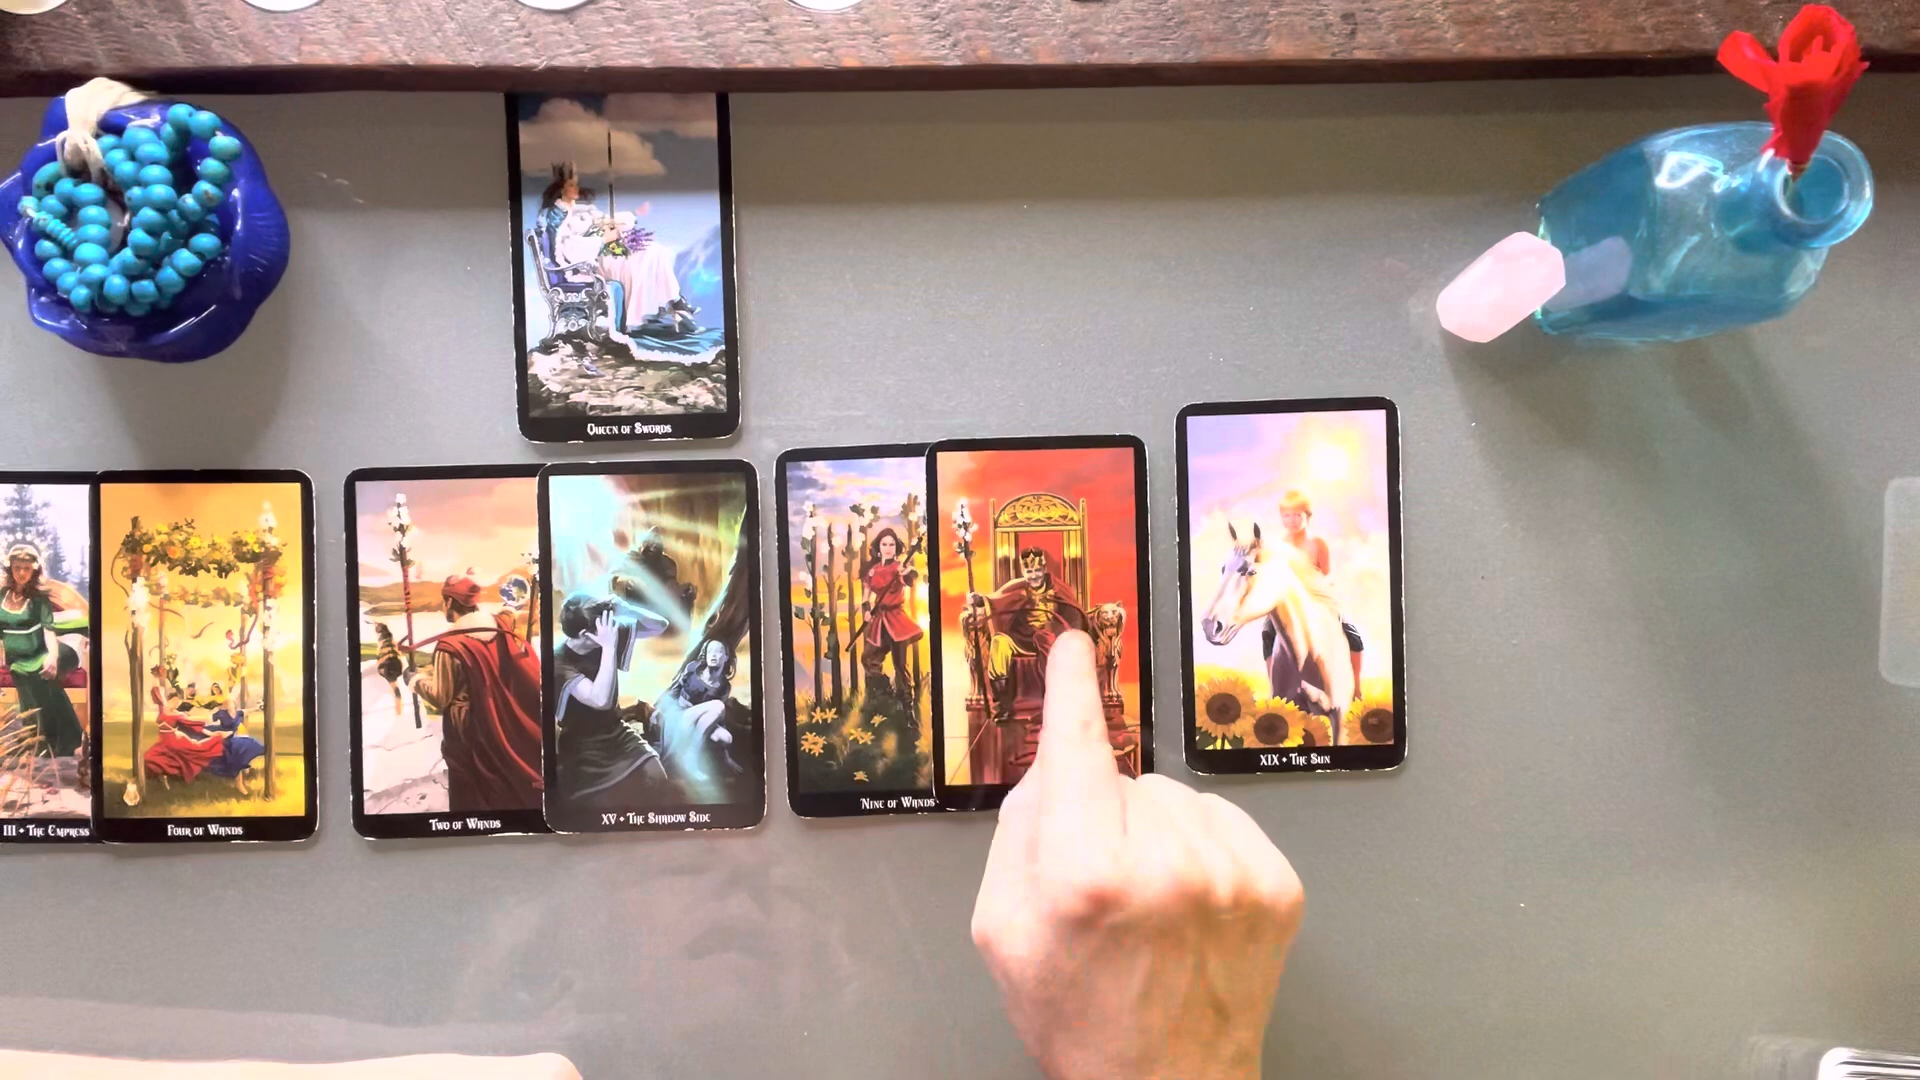 Queen of Swords
III • The Empress
Four of Wands
Two of Wands
XV • The Shadow Side
Nine of Wands
XIX • The Sun